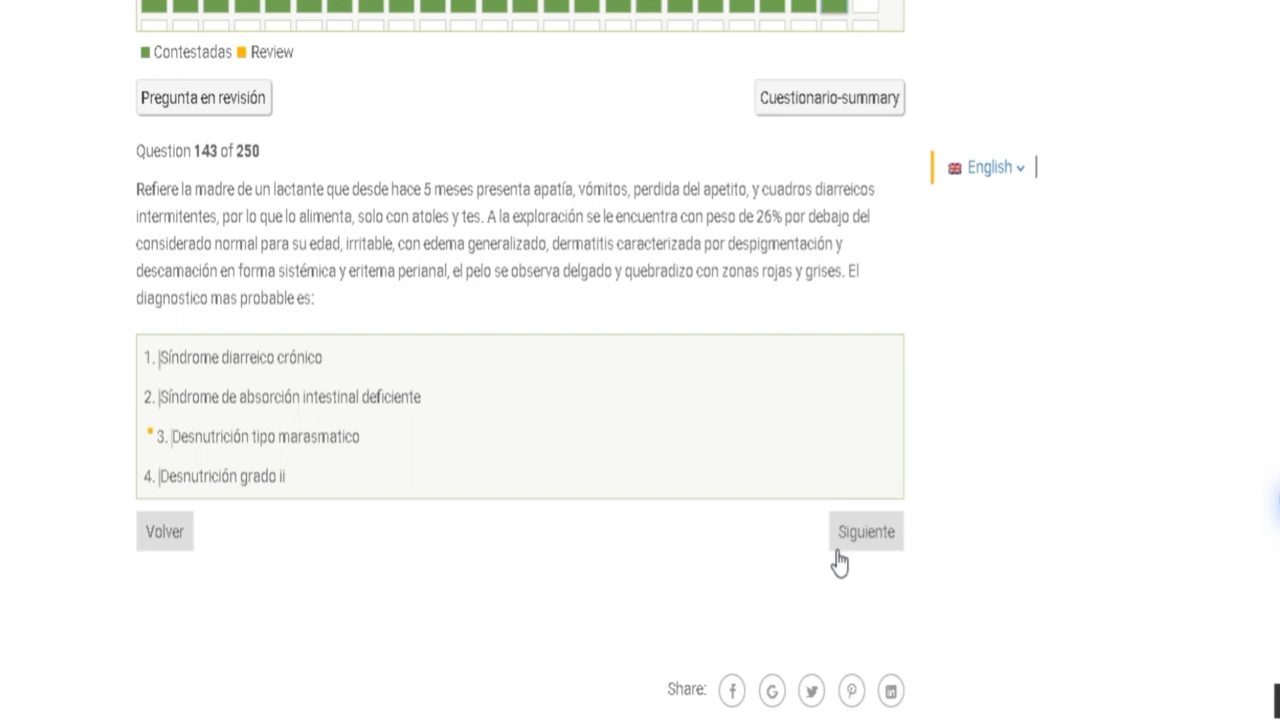 Contestadas Review
Pregunta en revisión
Cuestionario-summary
Question 143 of 250
English
Refiere la madre de un lactante que desde hace 5 meses presenta apatía, vómitos, perdida del apetito, y cuadros diarreicos
intermitentes, por lo que lo alimenta, solo con atoles y tes. A la exploración se le encuentra con peso de 26% por debajo del
considerado normal para su edad, irritable, con edema generalizado, dermatitis caracterizada por despigmentación y
descamación en forma sistémica y eritema perianal, el pelo se observa delgado y quebradizo con zonas rojas y grises. El
diagnostico mas probable es:
1. Síndrome diarreico crónico
2. Síndrome de absorción intestinal deficiente
3. Desnutrición tipo marasmatico
4. Desnutrición grado ii
Volver
Siguiente
Share: